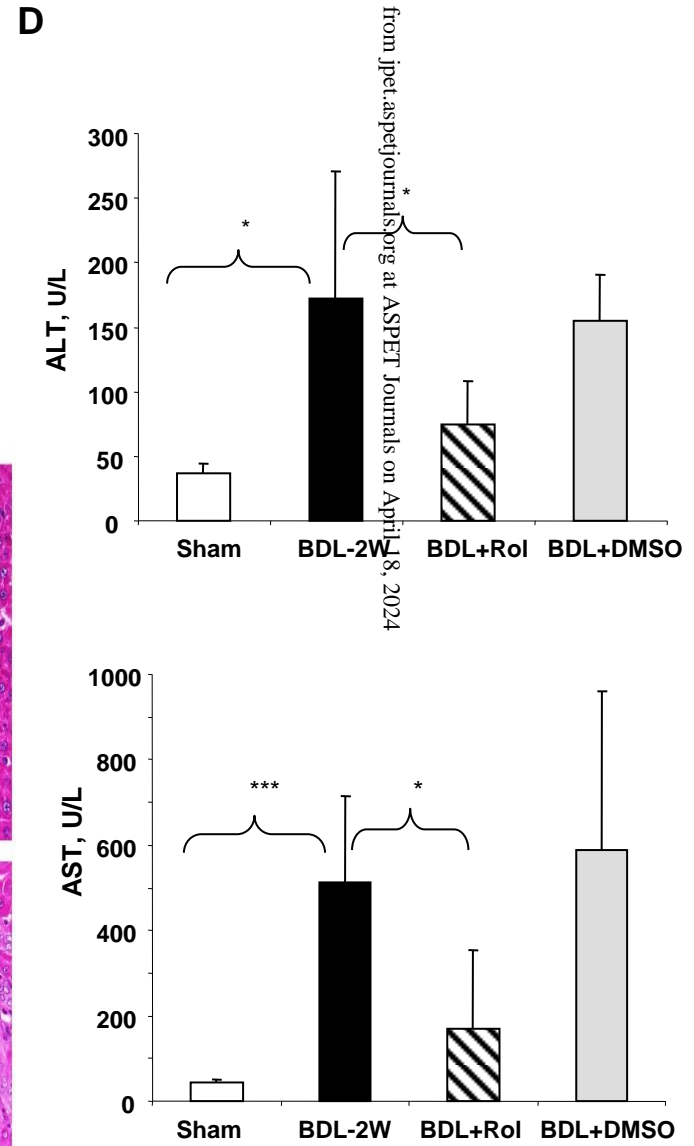 D
from jpet.aspetjournals.org at ASPET Journals on April 18, 2024
300
250
200
150
100
50
0
ALT, U/L
*
*
Sham BDL-2W BDL+Rol BDL+DMSO
1000
800
600
400
200
0
AST, U/L
***
*
Sham BDL-2W BDL+Rol BDL+DMSO